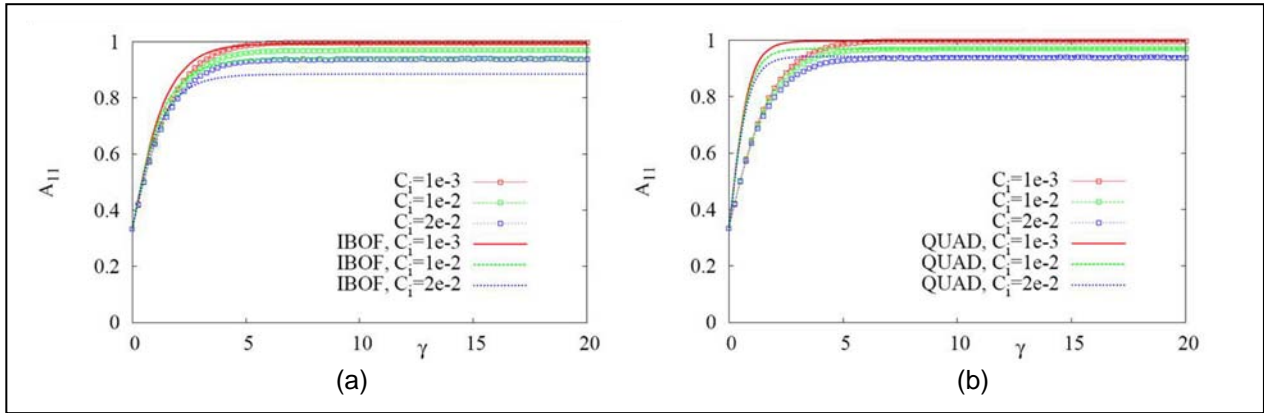 1
0.8
0.6
0.4
0.2
0
A11
0 5 10 15 20
γ
Ci=1e-3
Ci=1e-2
Ci=2e-2
IBOF, Ci=1e-3
IBOF, Ci=1e-2
IBOF, Ci=2e-2
(a)
1
0.8
0.6
0.4
0.2
0
A11
0 5 10 15 20
γ
Ci=1e-3
Ci=1e-2
Ci=2e-2
QUAD, Ci=1e-3
QUAD, Ci=1e-2
QUAD, Ci=2e-2
(b)